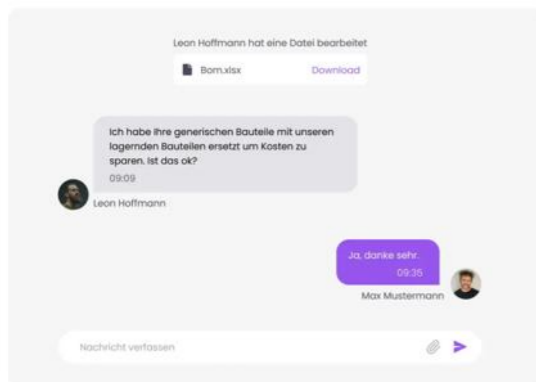 Leon Hoffmann hat eine Datei bearbeitet
Bom.xlsx Download
Ich habe Ihre generischen Bauteile mit unseren
lagernden Bauteilen ersetzt um Kosten zu
sparen. Ist das ok?
09:09
Leon Hoffmann
Ja, danke sehr.
09:35
Max Mustermann
Nachricht verfassen